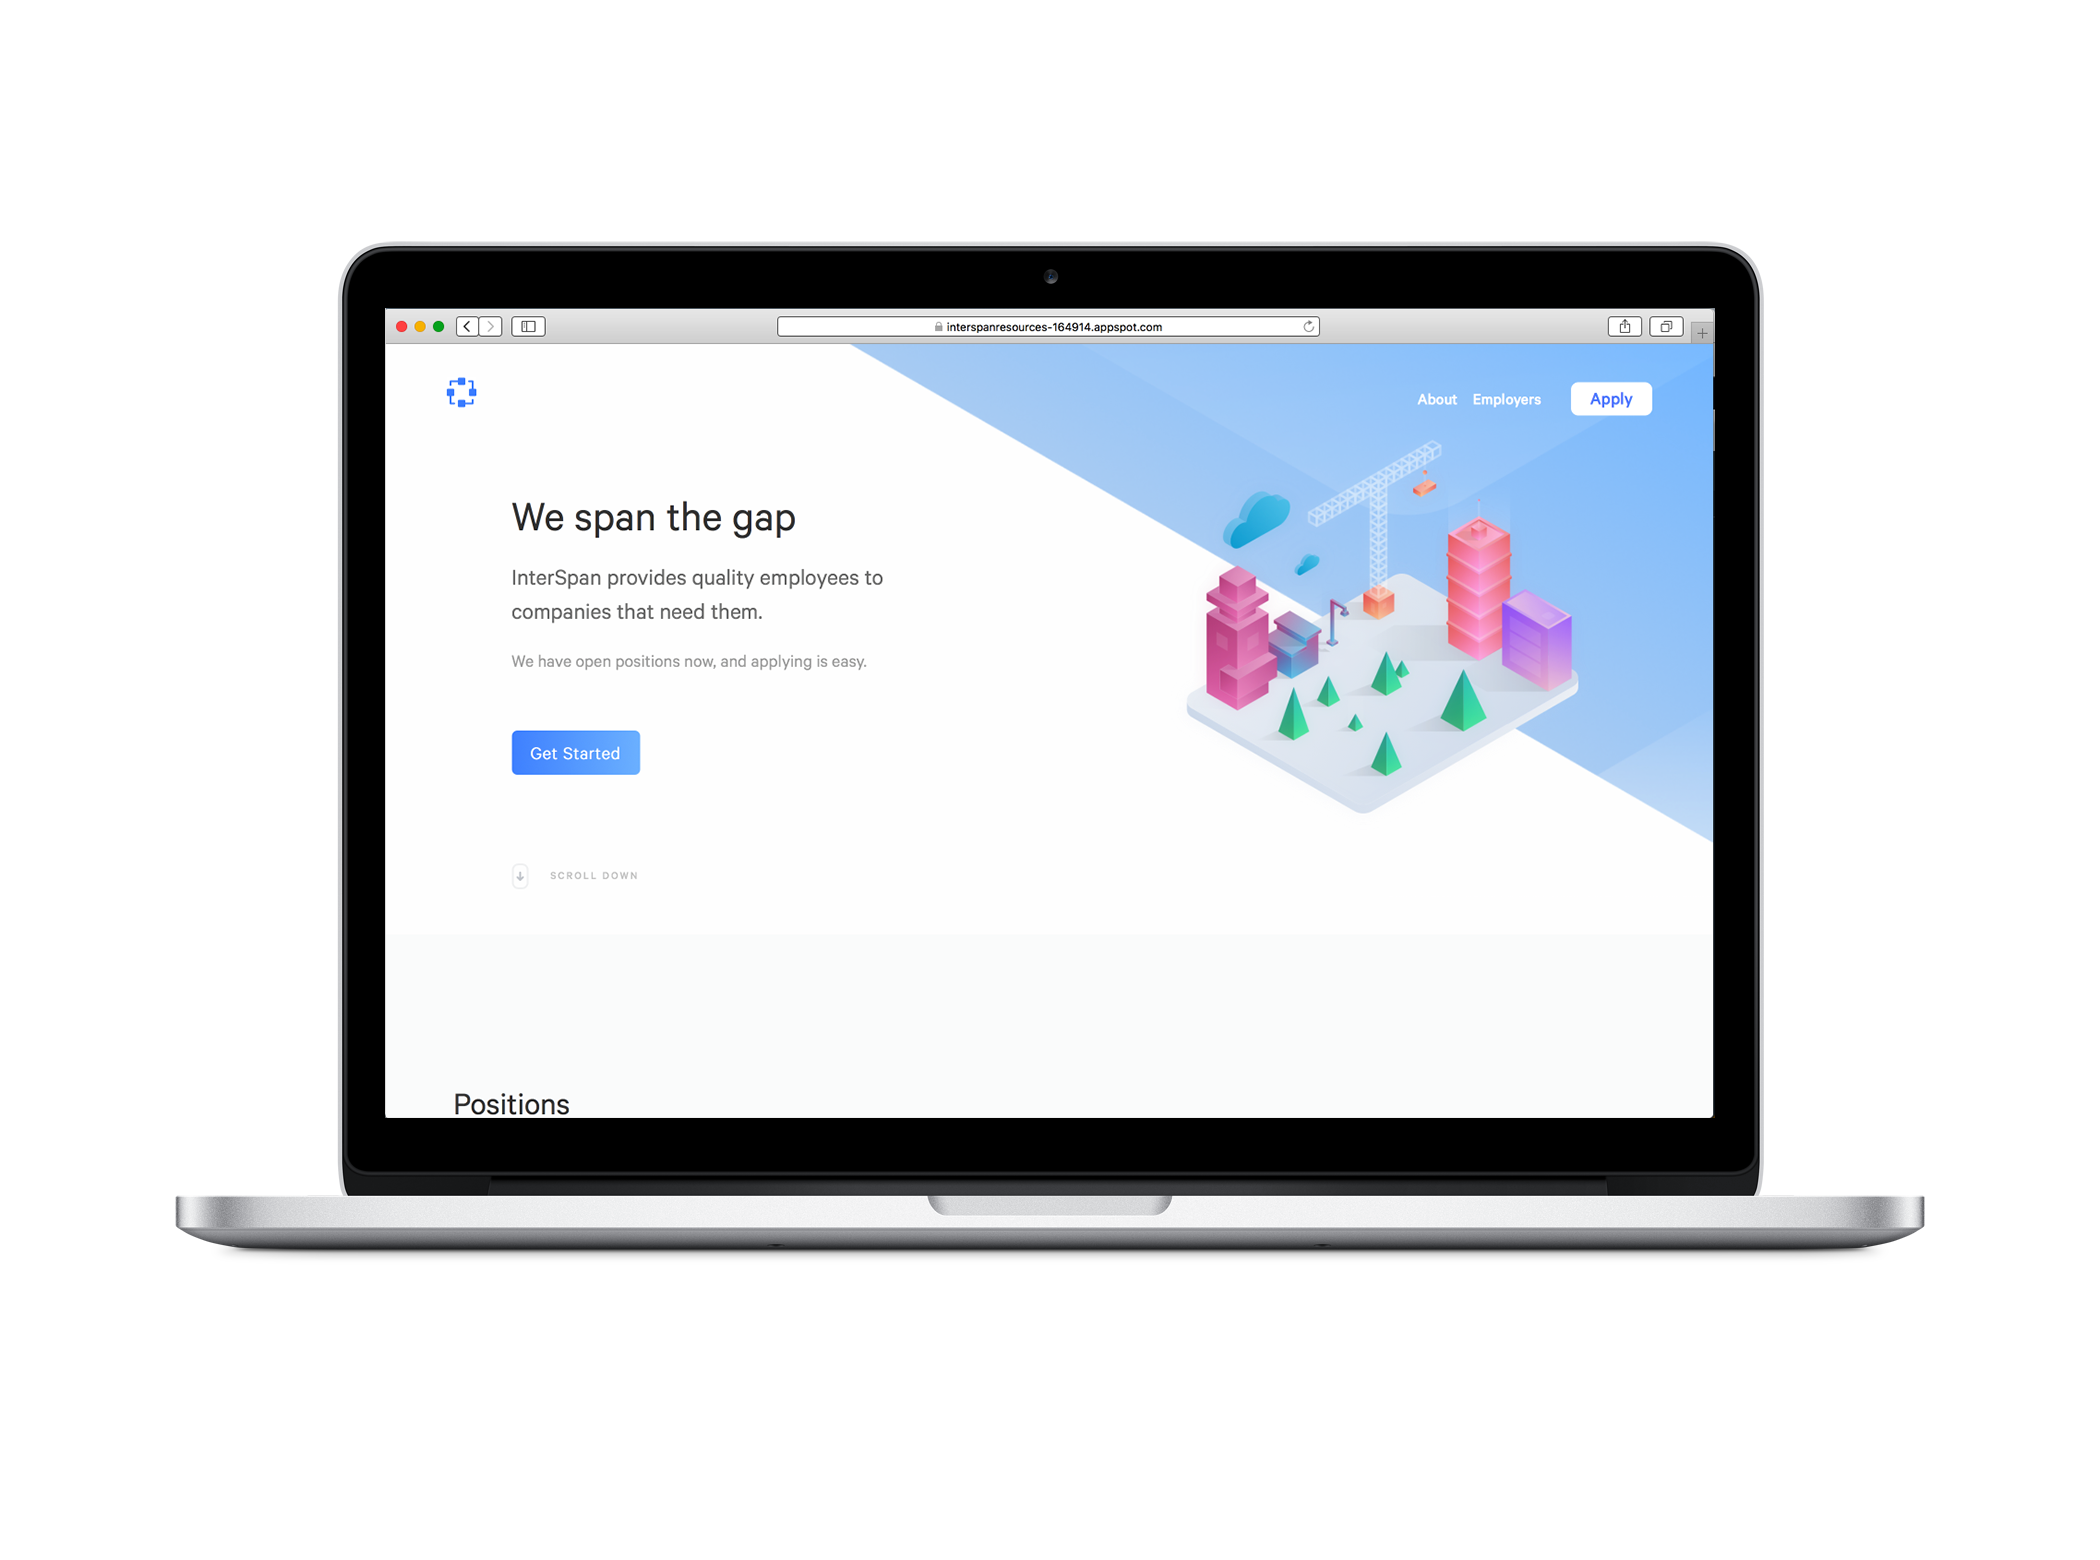 interspanresources-164914.appspot.com
About Employers Apply
We span the gap
InterSpan provides quality employees to
companies that need them.
We have open positions now, and applying is easy.
Get Started
SCROLL DOWN
Positions